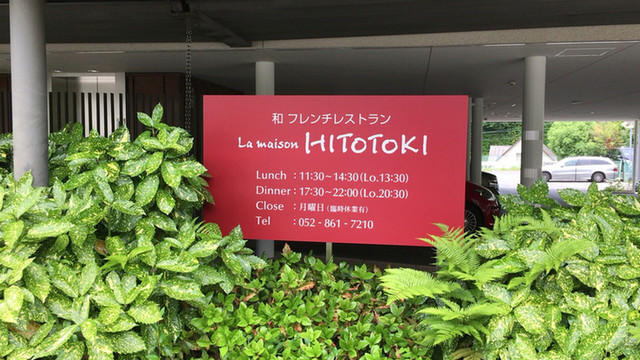 和 フレンチレストラン
La maison HITOTOKI
Lunch : 11:30~14:30(Lo.13:30)
Dinner : 17:30~22:00(Lo.20:30)
Close : 月曜日(臨時休業有)
Tel : 052-861-7210